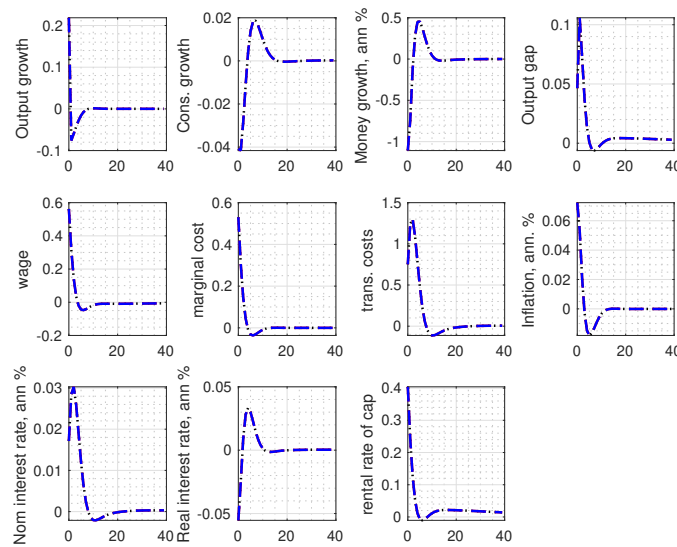 Output growth
0.2
0.1
0
-0.1
0 20 40
Cons. growth
0.02
0
-0.02
-0.04
0 20 40
Money growth, ann %
0.5
0
-0.5
-1
0 20 40
Output gap
0.1
0.05
0
0 20 40
wage
0.6
0.4
0.2
0
-0.2
0 20 40
marginal cost
0.6
0.4
0.2
0
0 20 40
trans. costs
1.5
1
0.5
0
0 20 40
Inflation, ann. %
0.06
0.04
0.02
0
0 20 40
Nom interest rate, ann %
0.03
0.02
0.01
0
0 20 40
Real interest rate, ann %
0.05
0
-0.05
0 20 40
rental rate of cap
0.4
0.3
0.2
0.1
0
0 20 40